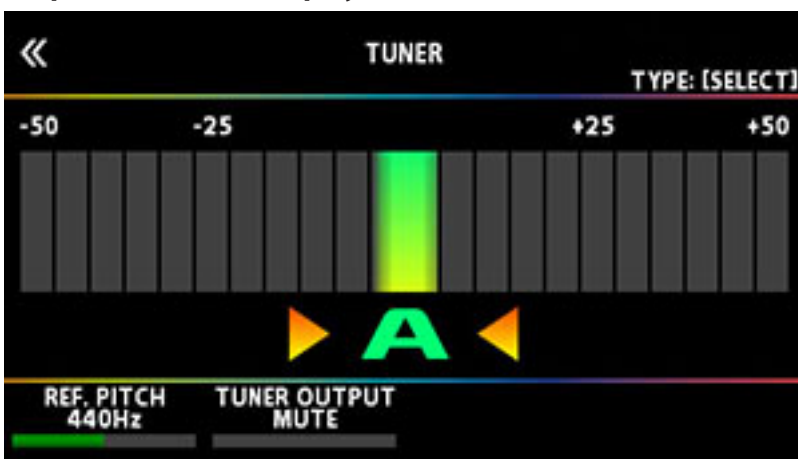 TUNER
TYPE: [SELECT]
-50 -25 +25 +50
A
REF. PITCH TUNER OUTPUT
440Hz MUTE